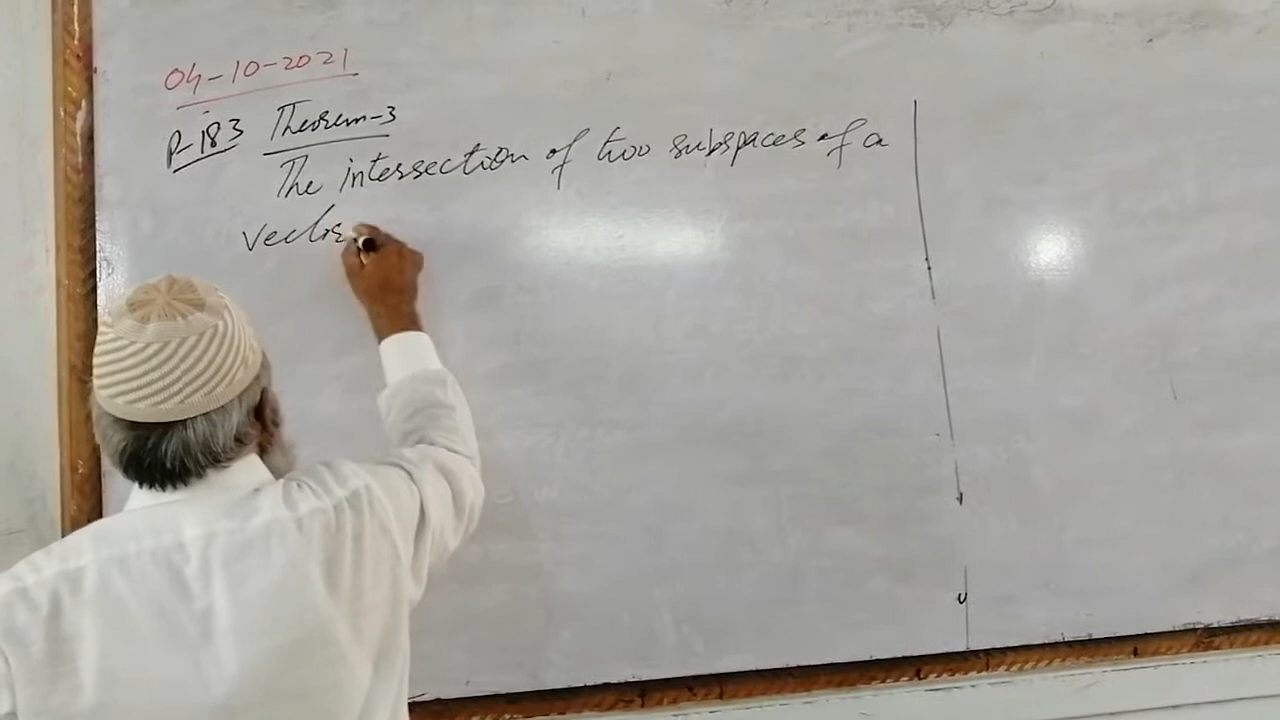 04-10-2021
P-183 Theorem-3
The intersection of two subspaces of a
vector